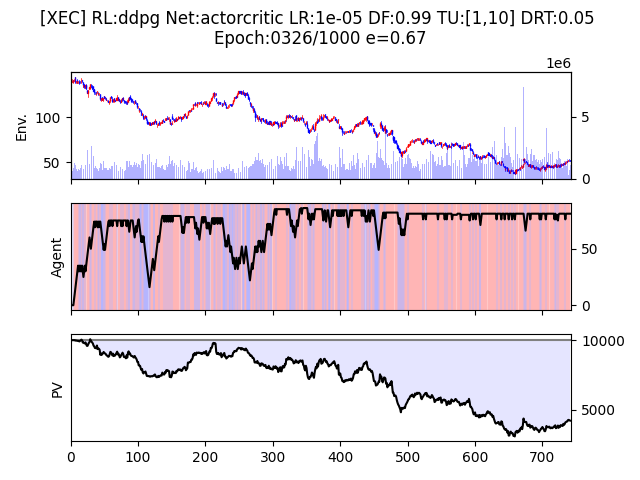 [XEC] RL:ddpg Net:actorcritic LR:1e-05 DF:0.99 TU:[1,10] DRT:0.05
Epoch:0326/1000 e=0.67
1e6
Env.
100
50
5
0
Agent
50
0
PV
10000
5000
0 100 200 300 400 500 600 700